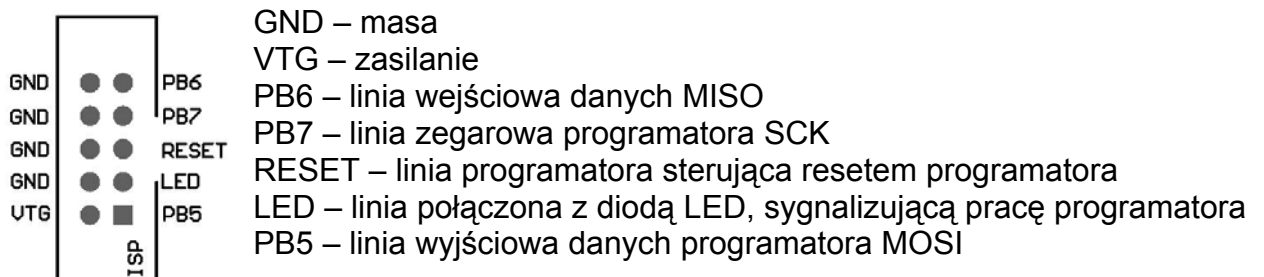 GND PB6
GND PB7
GND RESET
GND LED
VTG PB5
ISP
GND – masa
VTG – zasilanie
PB6 – linia wejściowa danych MISO
PB7 – linia zegarowa programatora SCK
RESET – linia programatora sterująca resetem programatora
LED – linia połączona z diodą LED, sygnalizującą pracę programatora
PB5 – linia wyjściowa danych programatora MOSI